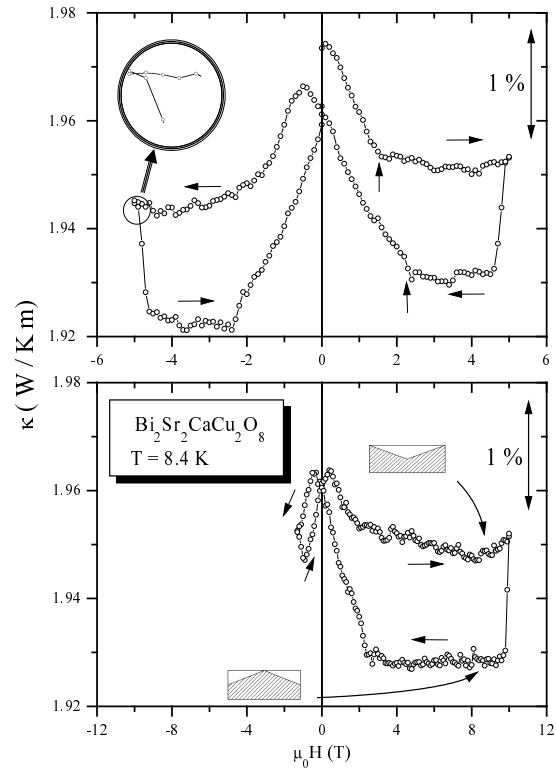 1.98
1.96
1.94
1.92
1 %
-6 -4 -2 0 2 4 6
κ ( W / K m)
1.98
1.96
1.94
1.92
Bi2Sr2CaCu2O8
T = 8.4 K
1 %
-12 -8 -4 0 4 8 12
μ0H (T)